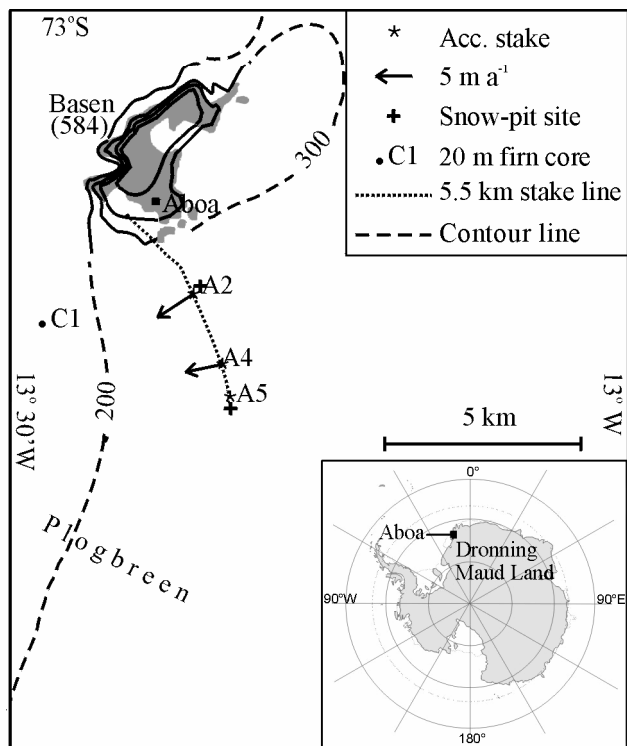 73°S
Basen
(584)
300
Aboa
A2
C1
A4
A5
200
13° 30'W
13°W
Plogbreen
Acc. stake
5 m a⁻¹
Snow-pit site
C1 20 m firn core
5.5 km stake line
Contour line
5 km
0°
Aboa
Dronning
Maud Land
90°W
90°E
180°